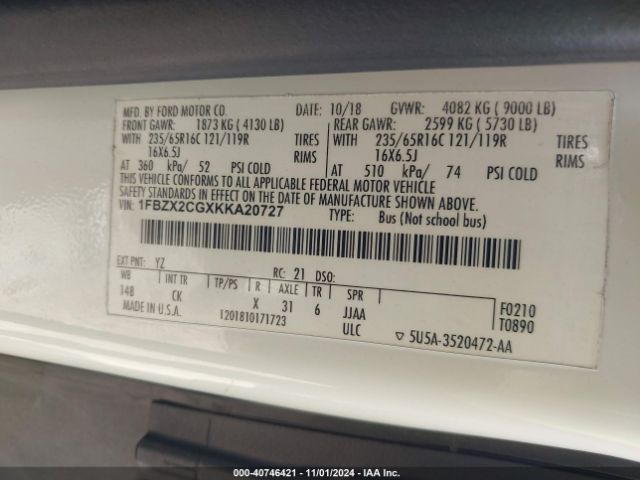 MFD. BY FORD MOTOR CO. DATE: 10/18 GVWR: 4082 KG ( 9000 LB)
FRONT GAWR: 1873 KG ( 4130 LB) REAR GAWR: 2599 KG ( 5730 LB)
WITH 235/65R16C 121/119R TIRES WITH 235/65R16C 121/119R TIRES
16X6.5J RIMS 16X6.5J RIMS
AT 360 kPa/ 52 PSI COLD AT 510 kPa/ 74 PSI COLD
THIS VEHICLE CONFORMS TO ALL APPLICABLE FEDERAL MOTOR VEHICLE
SAFETY STANDARDS IN EFFECT ON THE DATE OF MANUFACTURE SHOWN ABOVE.
VIN: 1FBZX2CGXKKA20727 TYPE: Bus (Not school bus)
EXT PNT: YZ RC: 21 DSO:
WB INT TR TP/PS R AXLE TR SPR
148 CK X 31 6 JJAA F0210
MADE IN U.S.A. 1201810171723 ULC T0890
5U5A-3520472-AA
000-40746421 - 11/01/2024 - IAA Inc.